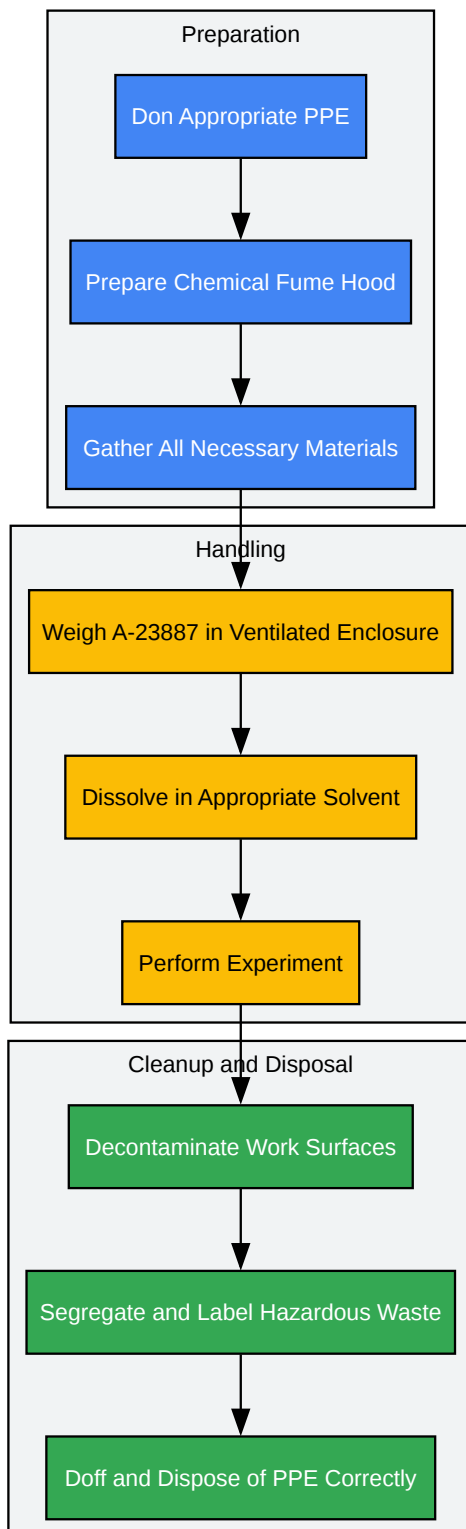 Preparation
Don Appropriate PPE
Prepare Chemical Fume Hood
Gather All Necessary Materials
Handling
Weigh A-23887 in Ventilated Enclosure
Dissolve in Appropriate Solvent
Perform Experiment
Cleanup and Disposal
Decontaminate Work Surfaces
Segregate and Label Hazardous Waste
Doff and Dispose of PPE Correctly